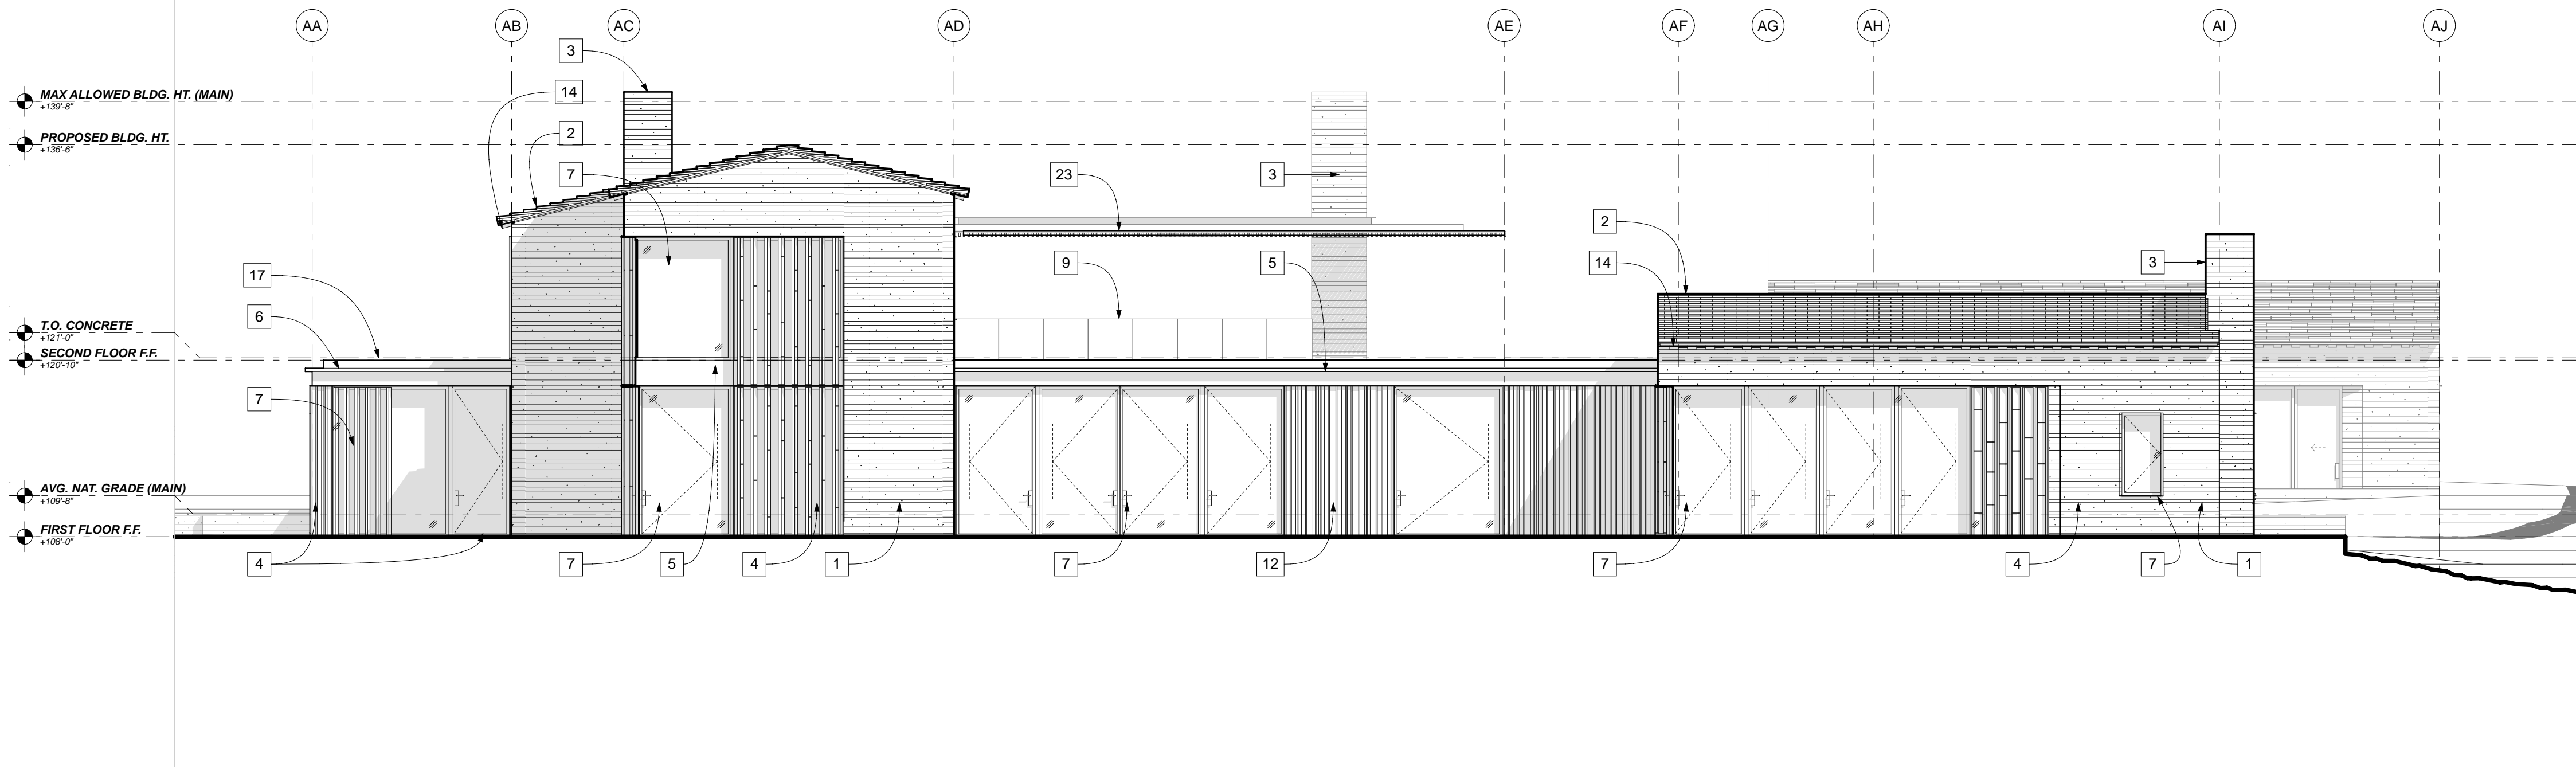 AA AB AC AD AE AF AG AH AI AJ
3
MAX ALLOWED BLDG. HT. (MAIN)
+139'-8"
14
2
PROPOSED BLDG. HT.
+136'-6"
7 23 3
2
17 9 5 14 3
6
T.O. CONCRETE
+121'-0"
SECOND FLOOR F.F.
+120'-10"
7
AVG. NAT. GRADE (MAIN)
+109'-8"
FIRST FLOOR F.F.
+108'-0"
4 7 5 4 1 7 12 7 4 7 1